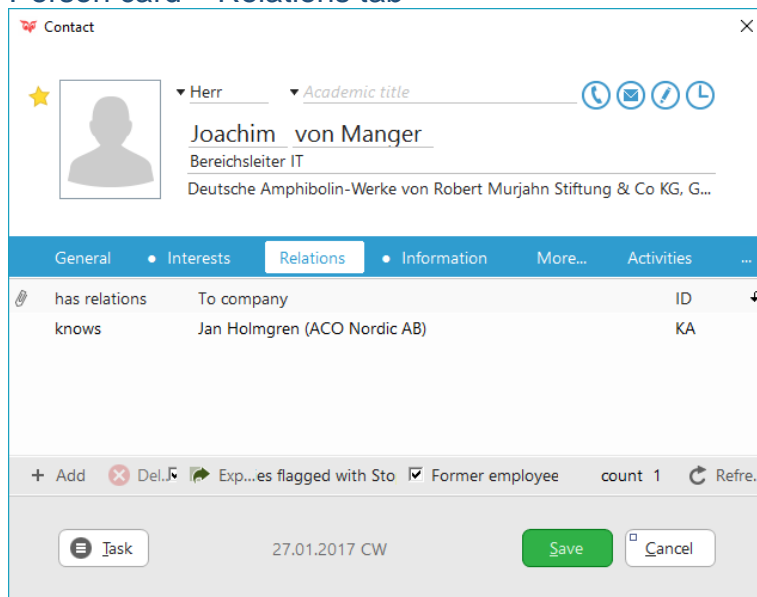 Contact
Herr Academic title
Joachim von Manger
Bereichsleiter IT
Deutsche Amphibolin-Werke von Robert Murjahn Stiftung & Co KG, G...
General Interests Relations Information More... Activities ...
has relations To company ID
knows Jan Holmgren (ACO Nordic AB) KA
+ Add Del... Exp...es flagged with Sto Former employee count 1 Refre.
Task 27.01.2017 CW Save Cancel